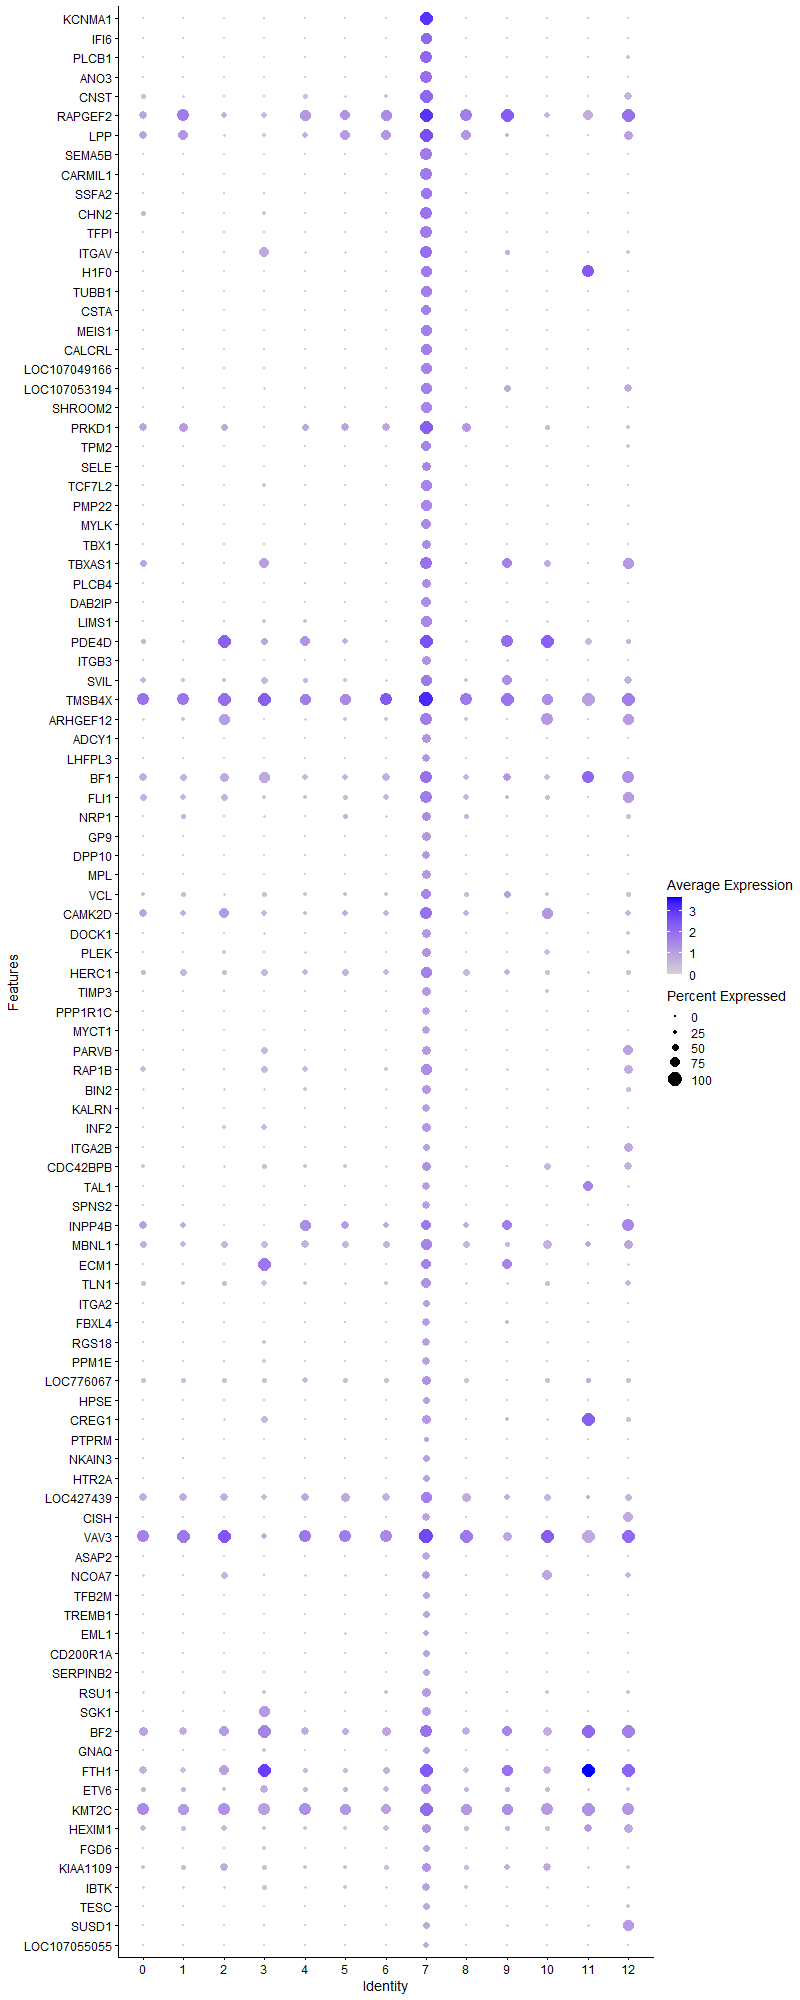 KCNMA1
IFI6
PLCB1
ANO3
CNST
RAPGEF2
LPP
SEMA5B
CARMIL1
SSFA2
CHN2
TFPI
ITGAV
H1F0
TUBB1
CSTA
MEIS1
CALCRL
LOC107049166
LOC107053194
SHROOM2
PRKD1
TPM2
SELE
TCF7L2
PMP22
MYLK
TBX1
TBXAS1
PLCB4
DAB2IP
LIMS1
PDE4D
ITGB3
SVIL
TMSB4X
ARHGEF12
ADCY1
LHFPL3
BF1
FLI1
NRP1
GP9
DPP10
MPL
VCL
CAMK2D
DOCK1
PLEK
HERC1
TIMP3
PPP1R1C
MYCT1
PARVB
RAP1B
BIN2
KALRN
INF2
ITGA2B
CDC42BPB
TAL1
SPNS2
INPP4B
MBNL1
ECM1
TLN1
ITGA2
FBXL4
RGS18
PPM1E
LOC776067
HPSE
CREG1
PTPRM
NKAIN3
HTR2A
LOC427439
CISH
VAV3
ASAP2
NCOA7
TFB2M
TREMB1
EML1
CD200R1A
SERPINB2
RSU1
SGK1
BF2
GNAQ
FTH1
ETV6
KMT2C
HEXIM1
FGD6
KIAA1109
IBTK
TESC
SUSD1
LOC107055055
Features
0 1 2 3 4 5 6 7 8 9 10 11 12
Identity
Average Expression
3
2
1
0
Percent Expressed
0
25
50
75
100